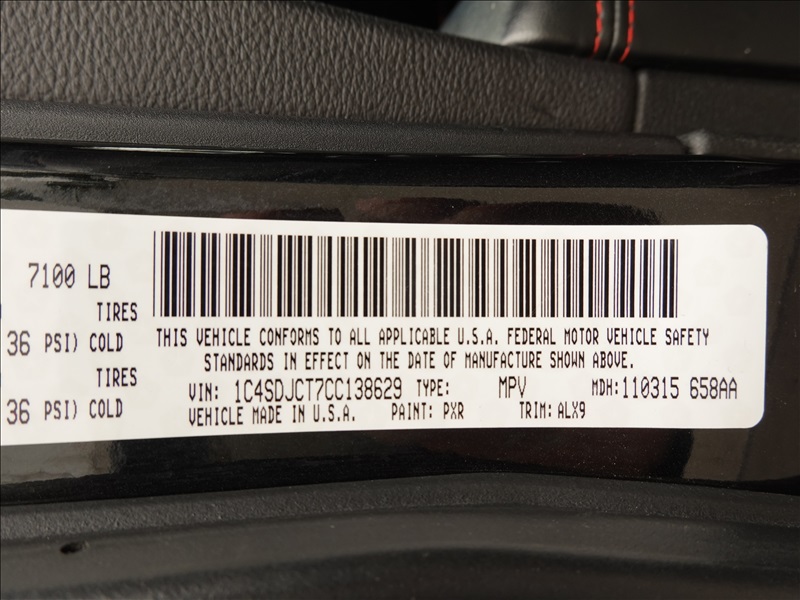 7100 LB
TIRES
36 PSI) COLD
TIRES
36 PSI) COLD
THIS VEHICLE CONFORMS TO ALL APPLICABLE U.S.A. FEDERAL MOTOR VEHICLE SAFETY
STANDARDS IN EFFECT ON THE DATE OF MANUFACTURE SHOWN ABOVE.
VIN: 1C4SDJCT7CC138629 TYPE: MPV MDH:110315 658AA
VEHICLE MADE IN U.S.A. PAINT: PXR TRIM: ALX9